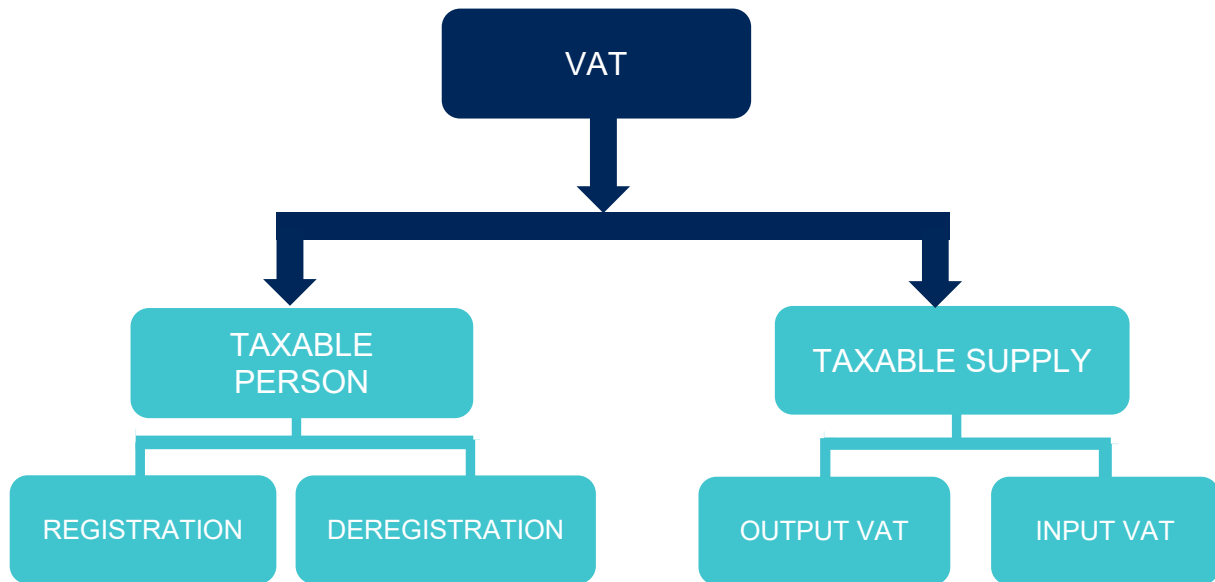 VAT
TAXABLE
PERSON
TAXABLE SUPPLY
REGISTRATION
DEREGISTRATION
OUTPUT VAT
INPUT VAT